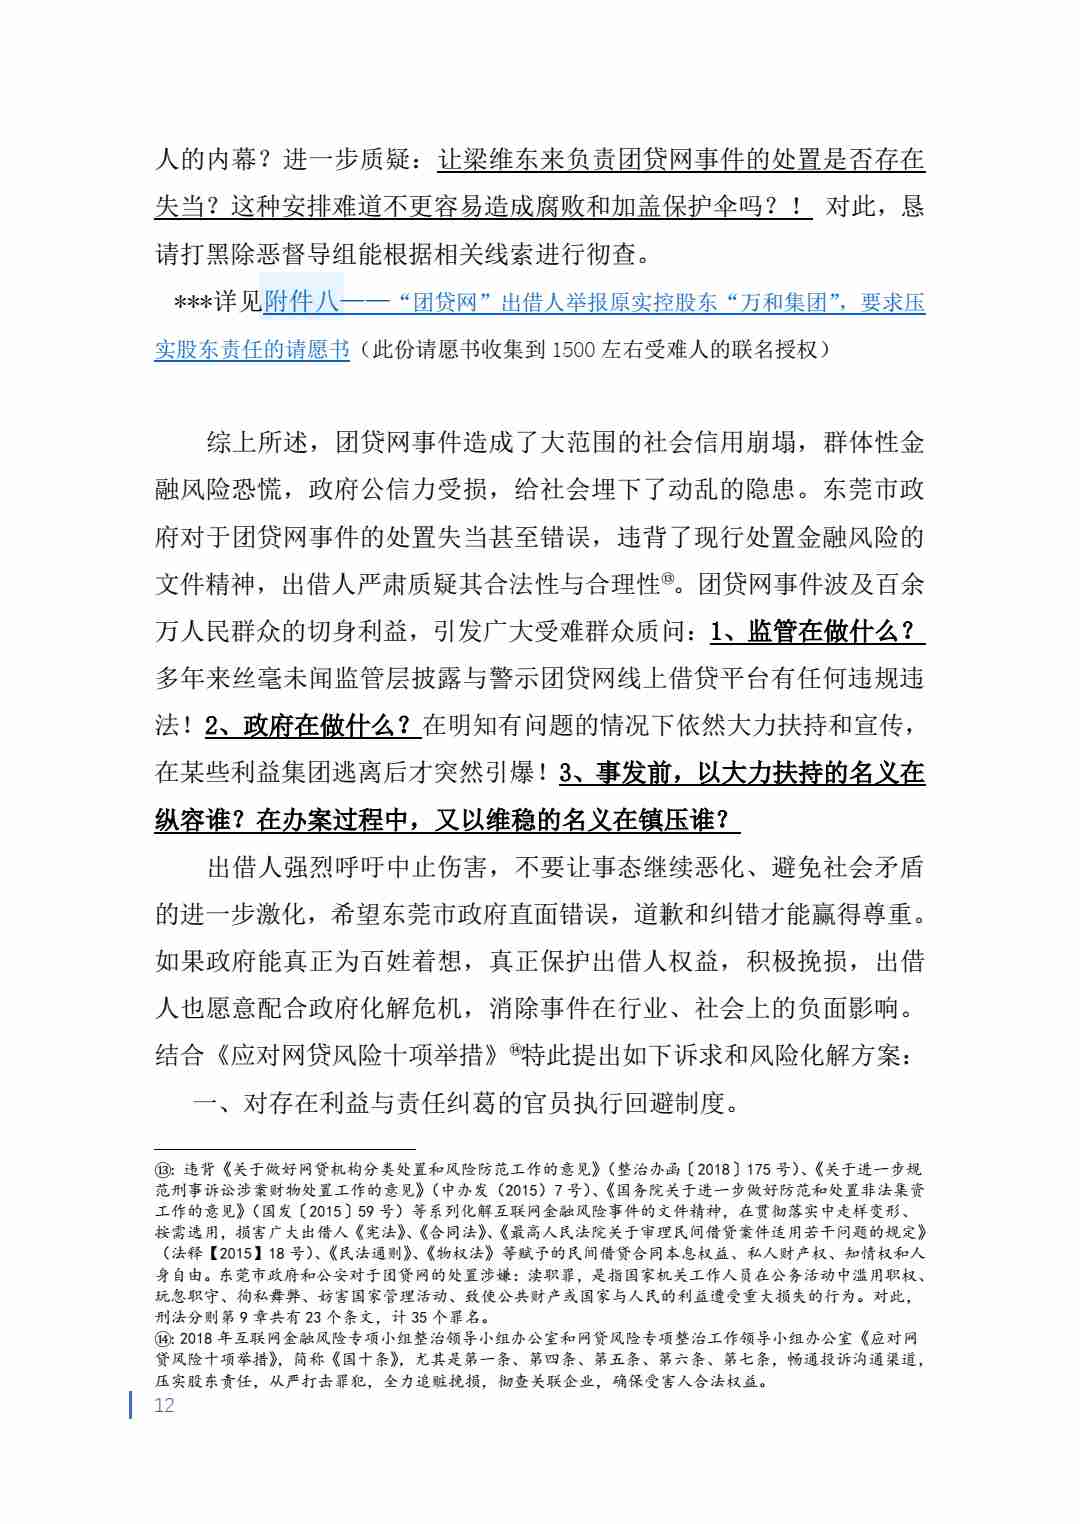 人的内幕？进一步质疑：让梁维东来负责团贷网事件的处置是否存在
失当？这种安排难道不更容易造成腐败和加盖保护伞吗？！ 对此，恳
请打黑除恶督导组能根据相关线索进行彻查。
***详见附件八——“团贷网”出借人举报原实控股东“万和集团”，要求压
实股东责任的请愿书（此份请愿书收集到 1500 左右受难人的联名授权）
综上所述，团贷网事件造成了大范围的社会信用崩塌，群体性金
融风险恐慌，政府公信力受损，给社会埋下了动乱的隐患。东莞市政
府对于团贷网事件的处置失当甚至错误，违背了现行处置金融风险的
文件精神，出借人严肃质疑其合法性与合理性⑬。团贷网事件波及百余
万人民群众的切身利益，引发广大受难群众质问：1、监管在做什么？
多年来丝毫未闻监管层披露与警示团贷网线上借贷平台有任何违规违
法！2、政府在做什么？在明知有问题的情况下依然大力扶持和宣传，
在某些利益集团逃离后才突然引爆！3、事发前，以大力扶持的名义在
纵容谁？在办案过程中，又以维稳的名义在镇压谁？
出借人强烈呼吁中止伤害，不要让事态继续恶化、避免社会矛盾
的进一步激化，希望东莞市政府直面错误，道歉和纠错才能赢得尊重。
如果政府能真正为百姓着想，真正保护出借人权益，积极挽损，出借
人也愿意配合政府化解危机，消除事件在行业、社会上的负面影响。
结合《应对网贷风险十项举措》⑭特此提出如下诉求和风险化解方案：
一、对存在利益与责任纠葛的官员执行回避制度。
⑬：违背《关于做好网贷机构分类处置和风险防范工作的意见》（整治办函〔2018〕175 号）、《关于进一步规
范刑事诉讼涉案财物处置工作的意见》（中办发（2015）7 号）、《国务院关于进一步做好防范和处置非法集资
工作的意见》（国发〔2015〕59 号）等系列化解互联网金融风险事件的文件精神，在贯彻落实中走样变形、
按需选用，损害广大出借人《宪法》、《合同法》、《最高人民法院关于审理民间借贷案件适用若干问题的规定》
（法释【2015】18 号）、《民法通则》、《物权法》等赋予的民间借贷合同本息权益、私人财产权、知情权和人
身自由。东莞市政府和公安对于团贷网的处置涉嫌：渎职罪，是指国家机关工作人员在公务活动中滥用职权、
玩忽职守、徇私舞弊、妨害国家管理活动、致使公共财产或国家与人民的利益遭受重大损失的行为。对此，
刑法分则第 9 章共有 23 个条文，计 35 个罪名。
⑭：2018 年互联网金融风险专项小组整治领导小组办公室和网贷风险专项整治工作领导小组办公室《应对网
贷风险十项举措》，简称《国十条》，尤其是第一条、第四条、第五条、第六条、第七条，畅通投诉沟通渠道，
压实股东责任，从严打击罪犯，全力追赃挽损，彻查关联企业，确保受害人合法权益。
12